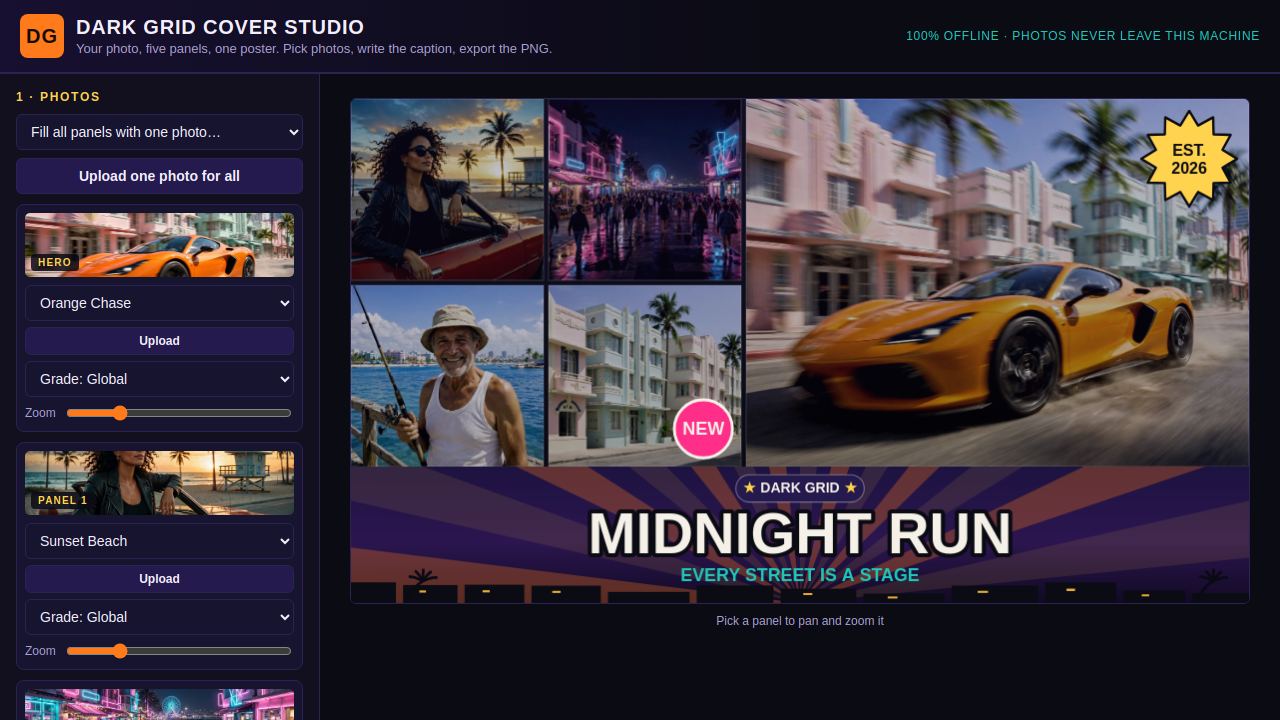 DG
DARK GRID COVER STUDIO
Your photo, five panels, one poster. Pick photos, write the caption, export the PNG.
100% OFFLINE · PHOTOS NEVER LEAVE THIS MACHINE
1 · PHOTOS
Fill all panels with one photo…
Upload one photo for all
HERO
Orange Chase
Upload
Grade: Global
Zoom
PANEL 1
Sunset Beach
Upload
Grade: Global
Zoom
EST.
2026
NEW
★ DARK GRID ★
MIDNIGHT RUN
EVERY STREET IS A STAGE
Pick a panel to pan and zoom it